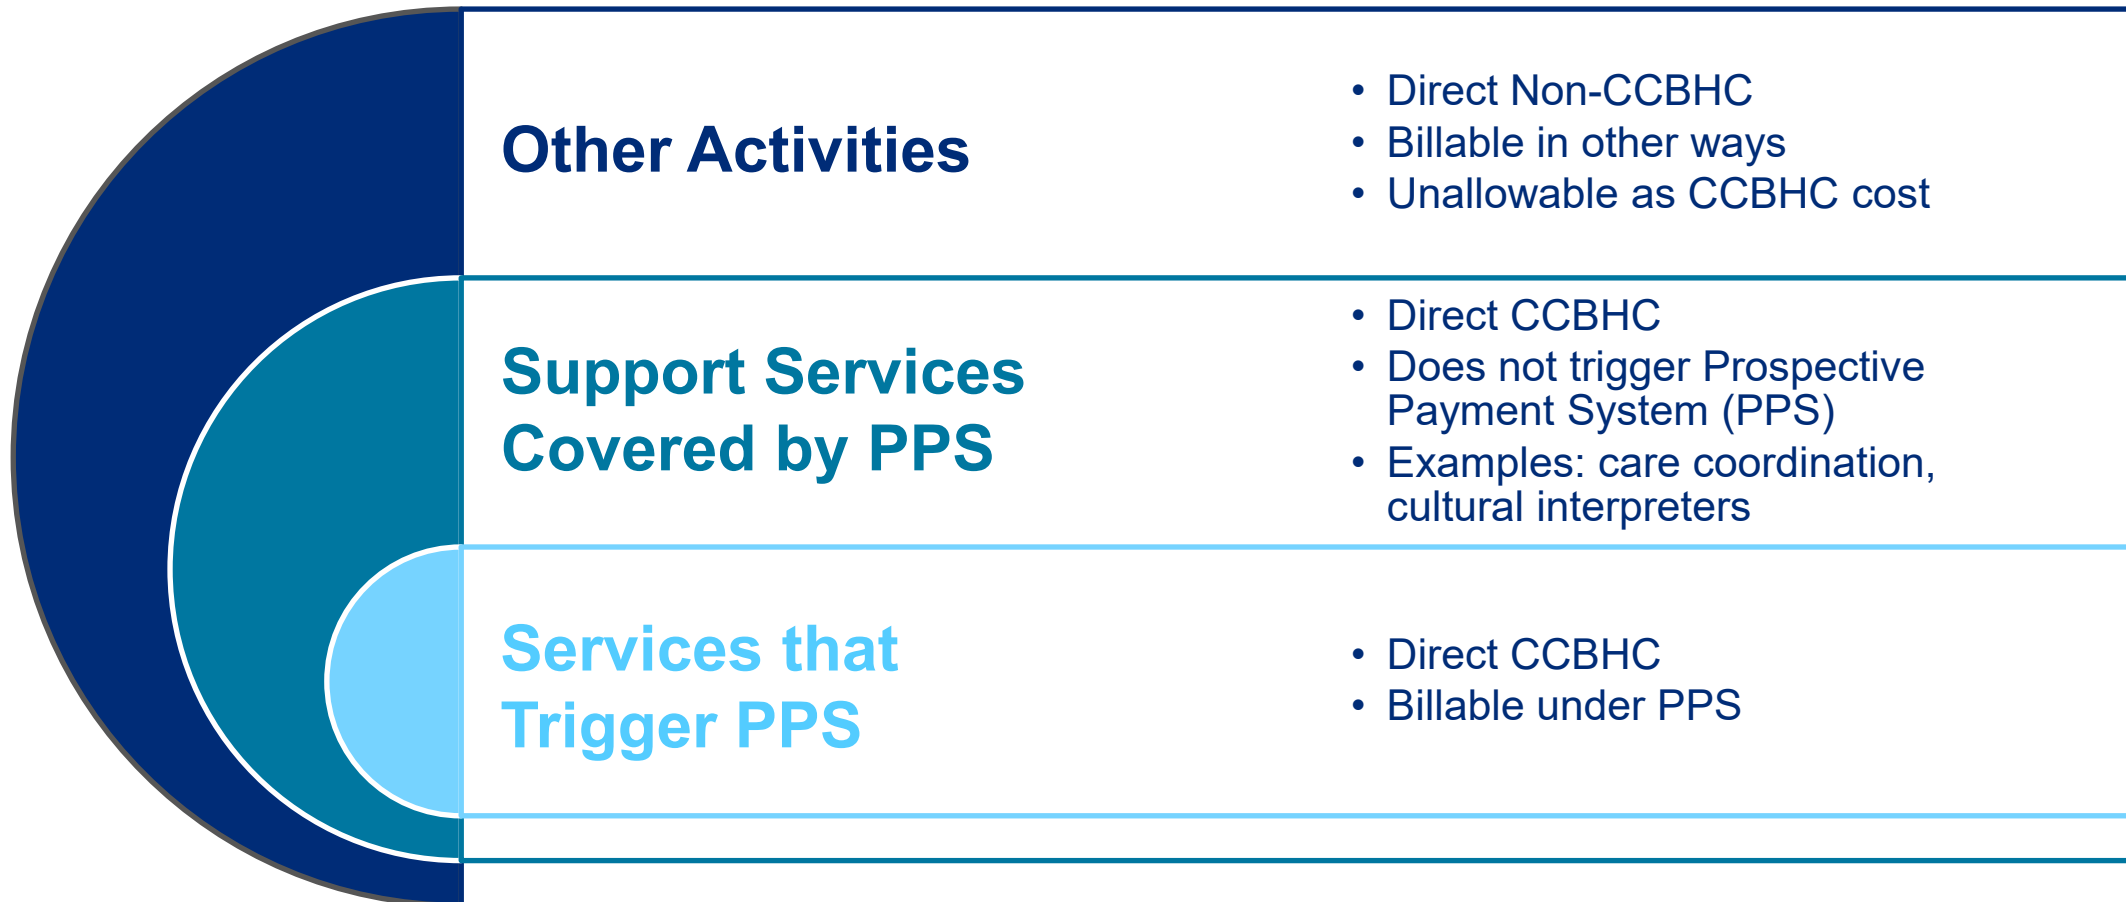 Other Activities
• Direct Non-CCBHC
• Billable in other ways
• Unallowable as CCBHC cost
Support Services
Covered by PPS
• Direct CCBHC
• Does not trigger Prospective
Payment System (PPS)
• Examples: care coordination,
cultural interpreters
Services that
Trigger PPS
• Direct CCBHC
• Billable under PPS